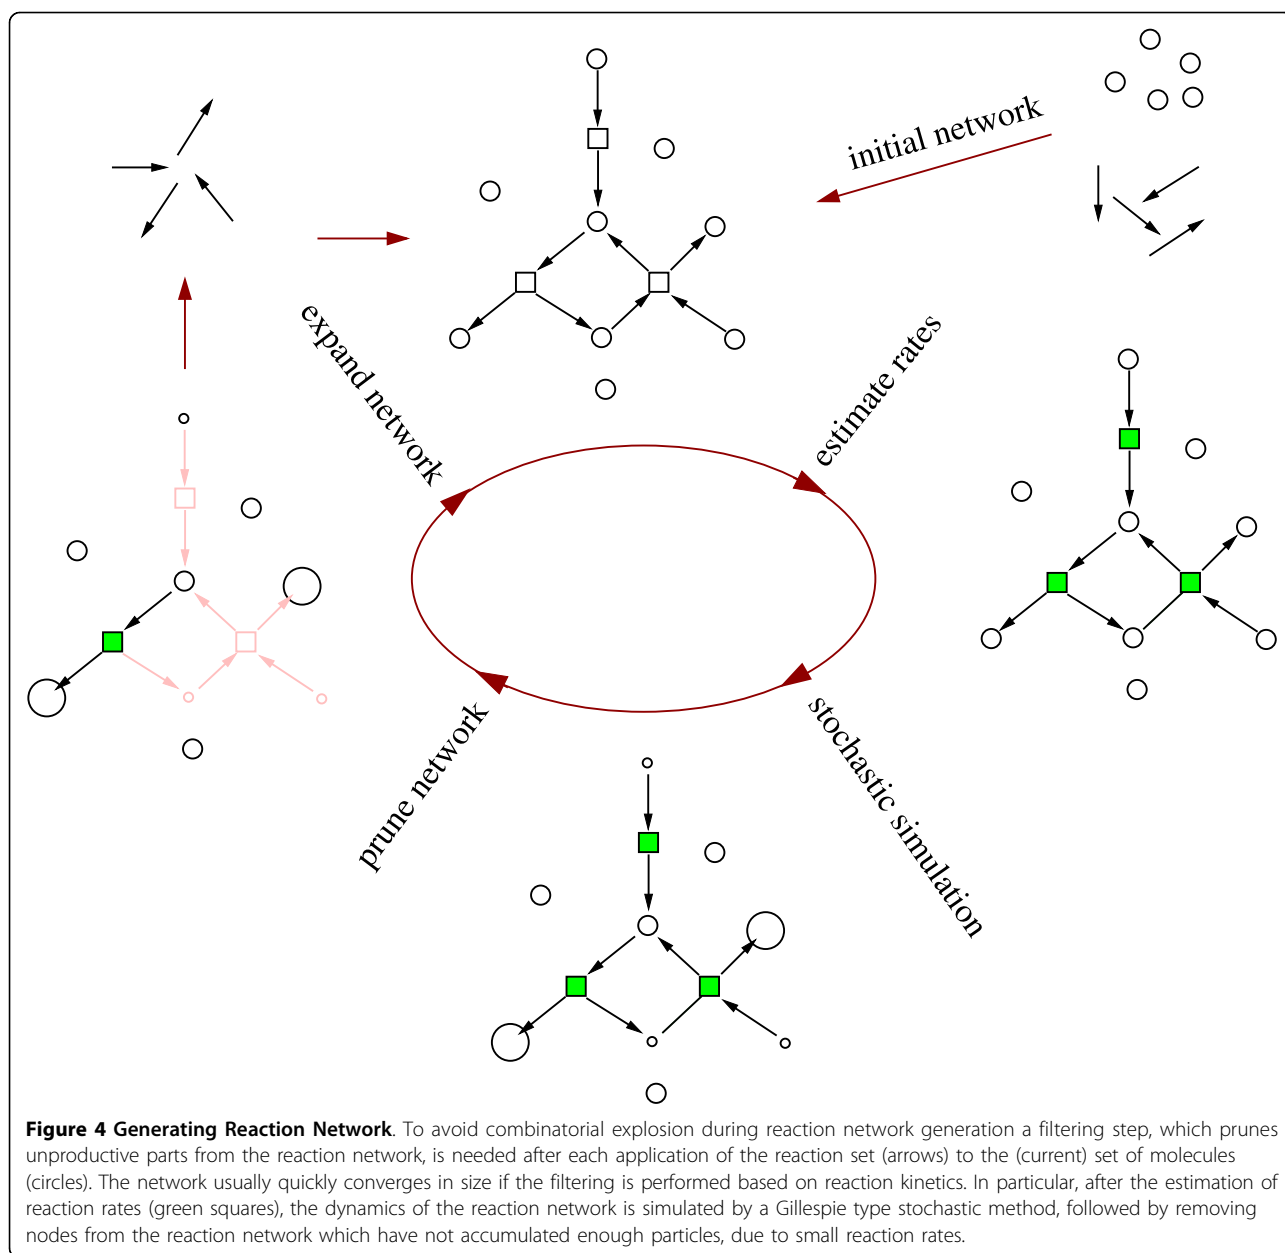 initial network
expand network
estimate rates
prune network
stochastic simulation
Figure 4 Generating Reaction Network. To avoid combinatorial explosion during reaction network generation a filtering step, which prunes
unproductive parts from the reaction network, is needed after each application of the reaction set (arrows) to the (current) set of molecules
(circles). The network usually quickly converges in size if the filtering is performed based on reaction kinetics. In particular, after the estimation of
reaction rates (green squares), the dynamics of the reaction network is simulated by a Gillespie type stochastic method, followed by removing
nodes from the reaction network which have not accumulated enough particles, due to small reaction rates.